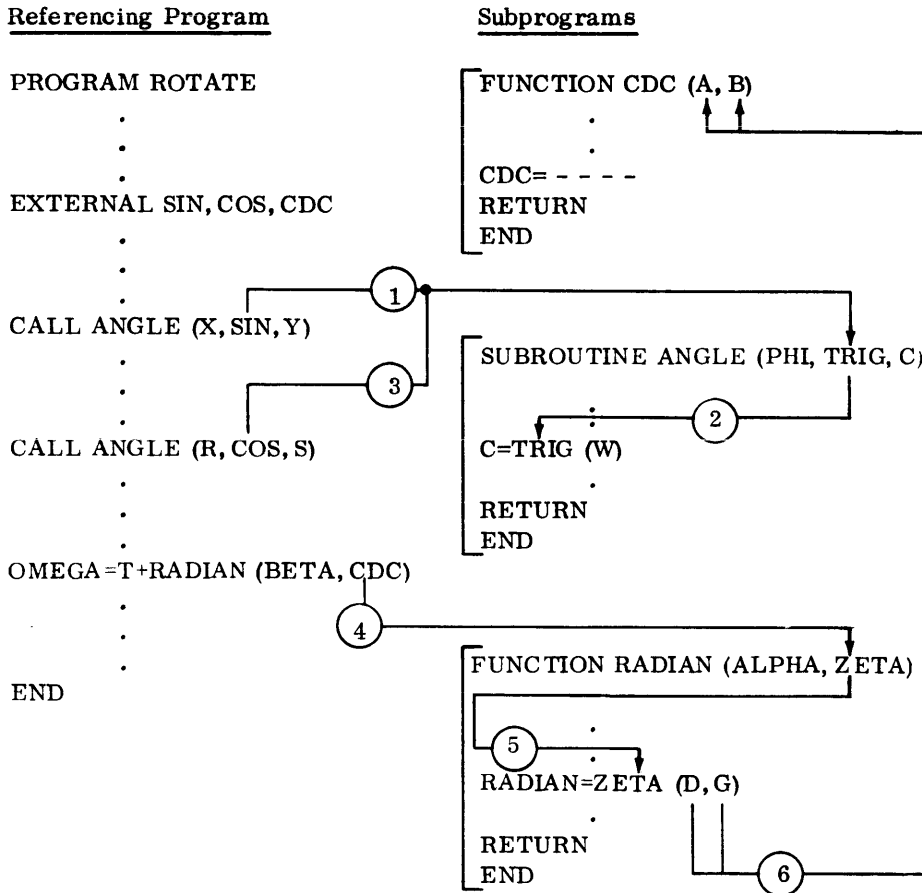 Referencing Program
PROGRAM ROTATE
.
.
.
EXTERNAL SIN, COS, CDC
.
.
.
CALL ANGLE (X, SIN, Y)
.
.
.
CALL ANGLE (R, COS, S)
.
.
.
OMEGA=T+RADIAN (BETA, CDC)
.
.
.
END
1
3
4
Subprograms
FUNCTION CDC (A, B)
.
.
CDC= - - - -
RETURN
END
SUBROUTINE ANGLE (PHI, TRIG, C)
2
.
.
C=TRIG (W)
.
RETURN
END
FUNCTION RADIAN (ALPHA, ZETA)
5
.
.
RADIAN=ZETA (D, G)
.
RETURN
END
6